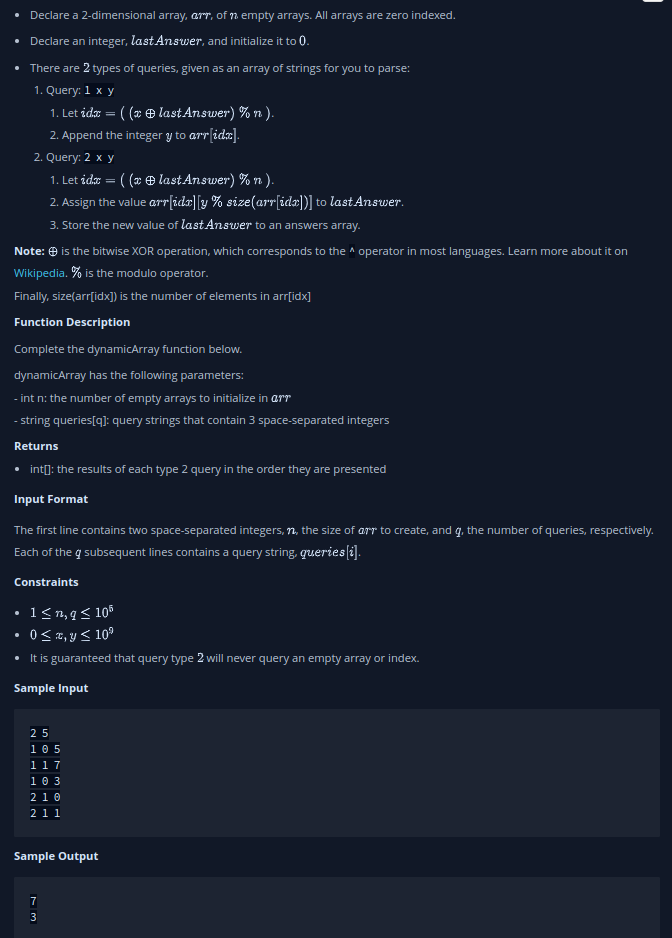 • Declare a 2-dimensional array, arr, of n empty arrays. All arrays are zero indexed.
• Declare an integer, lastAnswer, and initialize it to 0.
• There are 2 types of queries, given as an array of strings for you to parse:
1. Query: 1 x y
1. Let idx = ( (x ⊕ lastAnswer) % n ).
2. Append the integer y to arr[idx].
2. Query: 2 x y
1. Let idx = ( (x ⊕ lastAnswer) % n ).
2. Assign the value arr[idx][y % size(arr[idx])] to lastAnswer.
3. Store the new value of lastAnswer to an answers array.
Note: ⊕ is the bitwise XOR operation, which corresponds to the ^ operator in most languages. Learn more about it on
Wikipedia. % is the modulo operator.
Finally, size(arr[idx]) is the number of elements in arr[idx]
Function Description
Complete the dynamicArray function below.
dynamicArray has the following parameters:
- int n: the number of empty arrays to initialize in arr
- string queries[q]: query strings that contain 3 space-separated integers
Returns
• int[]: the results of each type 2 query in the order they are presented
Input Format
The first line contains two space-separated integers, n, the size of arr to create, and q, the number of queries, respectively.
Each of the q subsequent lines contains a query string, queries[i].
Constraints
• 1 ≤ n, q ≤ 10⁵
• 0 ≤ x, y ≤ 10⁹
• It is guaranteed that query type 2 will never query an empty array or index.
Sample Input
2 5
1 0 5
1 1 7
1 0 3
2 1 0
2 1 1
Sample Output
7
3